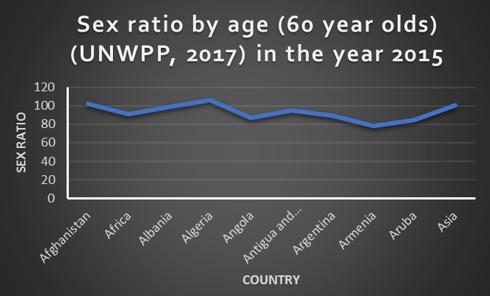 Sex ratio by age (60 year olds)
(UNWPP, 2017) in the year 2015
120
100
80
60
40
20
0
SEX RATIO
Afghanistan
Africa
Albania
Algeria
Angola
Antigua and...
Argentina
Armenia
Aruba
Asia
COUNTRY